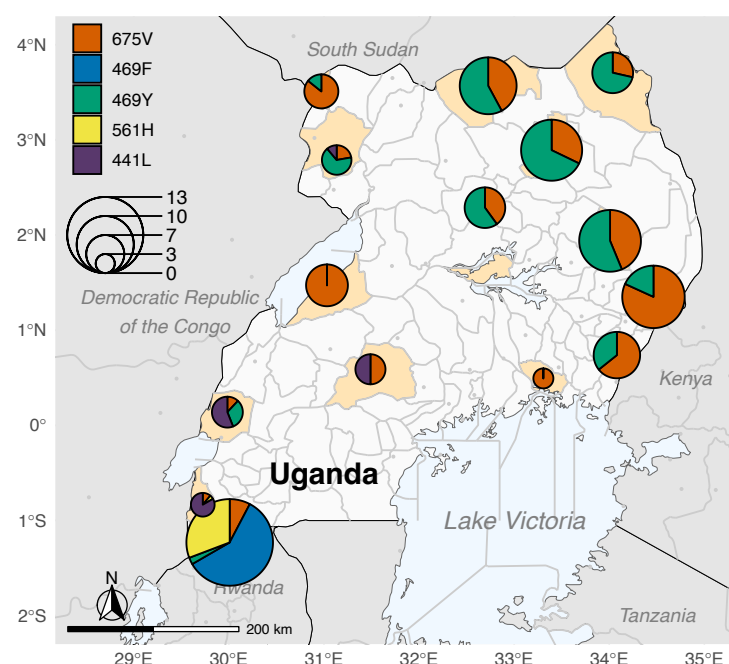 4°N
3°N
2°N
1°N
0°
1°S
2°S
675V
469F
469Y
561H
441L
13
10
7
3
0
South Sudan
Democratic Republic
of the Congo
Kenya
Uganda
Lake Victoria
Rwanda
Tanzania
N
200 km
29°E 30°E 31°E 32°E 33°E 34°E 35°E